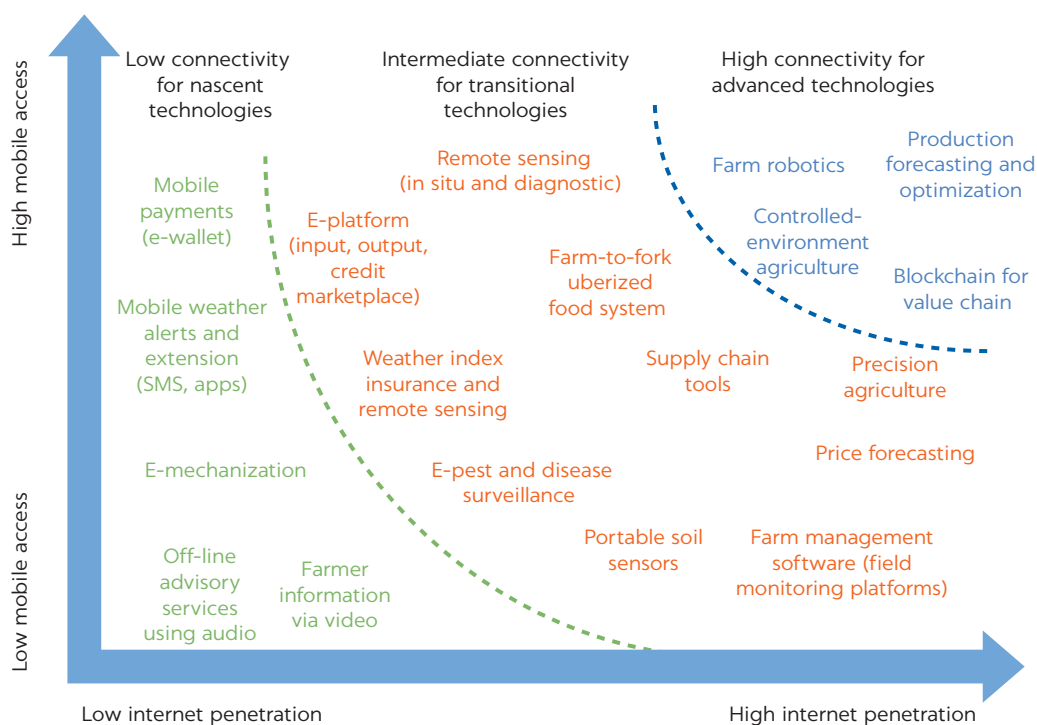 High mobile access
Low mobile access
Low connectivity
for nascent
technologies
Intermediate connectivity
for transitional
technologies
High connectivity for
advanced technologies
Mobile
payments
(e-wallet)
Mobile weather
alerts and
extension
(SMS, apps)
E-mechanization
Off-line
advisory
services
using audio
Farmer
information
via video
Remote sensing
(in situ and diagnostic)
E-platform
(input, output,
credit
marketplace)
Farm-to-fork
uberized
food system
Weather index
insurance and
remote sensing
Supply chain
tools
Precision
agriculture
Price forecasting
E-pest and disease
surveillance
Portable soil
sensors
Farm management
software (field
monitoring platforms)
Farm robotics
Production
forecasting and
optimization
Controlled-
environment
agriculture
Blockchain for
value chain
Low internet penetration
High internet penetration